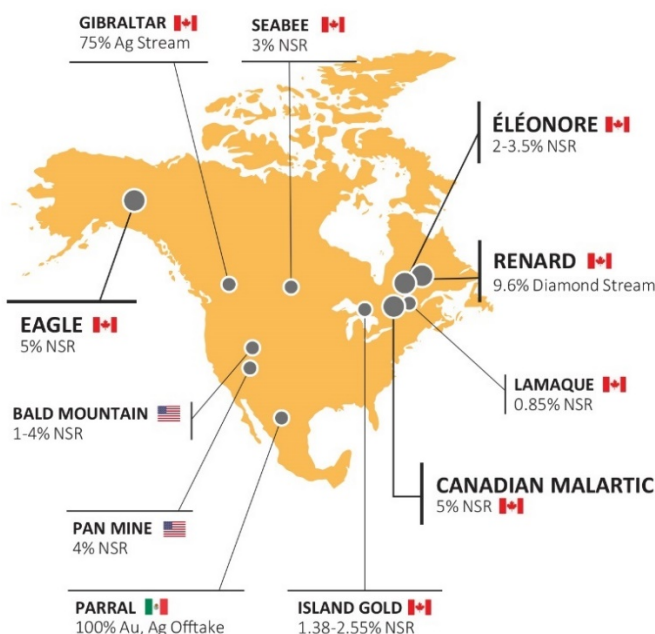 GIBRALTAR
75% Ag Stream
SEABEE
3% NSR
ÉLÉONORE
2-3.5% NSR
RENARD
9.6% Diamond Stream
EAGLE
5% NSR
LAMAQUE
0.85% NSR
BALD MOUNTAIN
1-4% NSR
CANADIAN MALARTIC
5% NSR
PAN MINE
4% NSR
PARRAL
100% Au, Ag Offtake
ISLAND GOLD
1.38-2.55% NSR